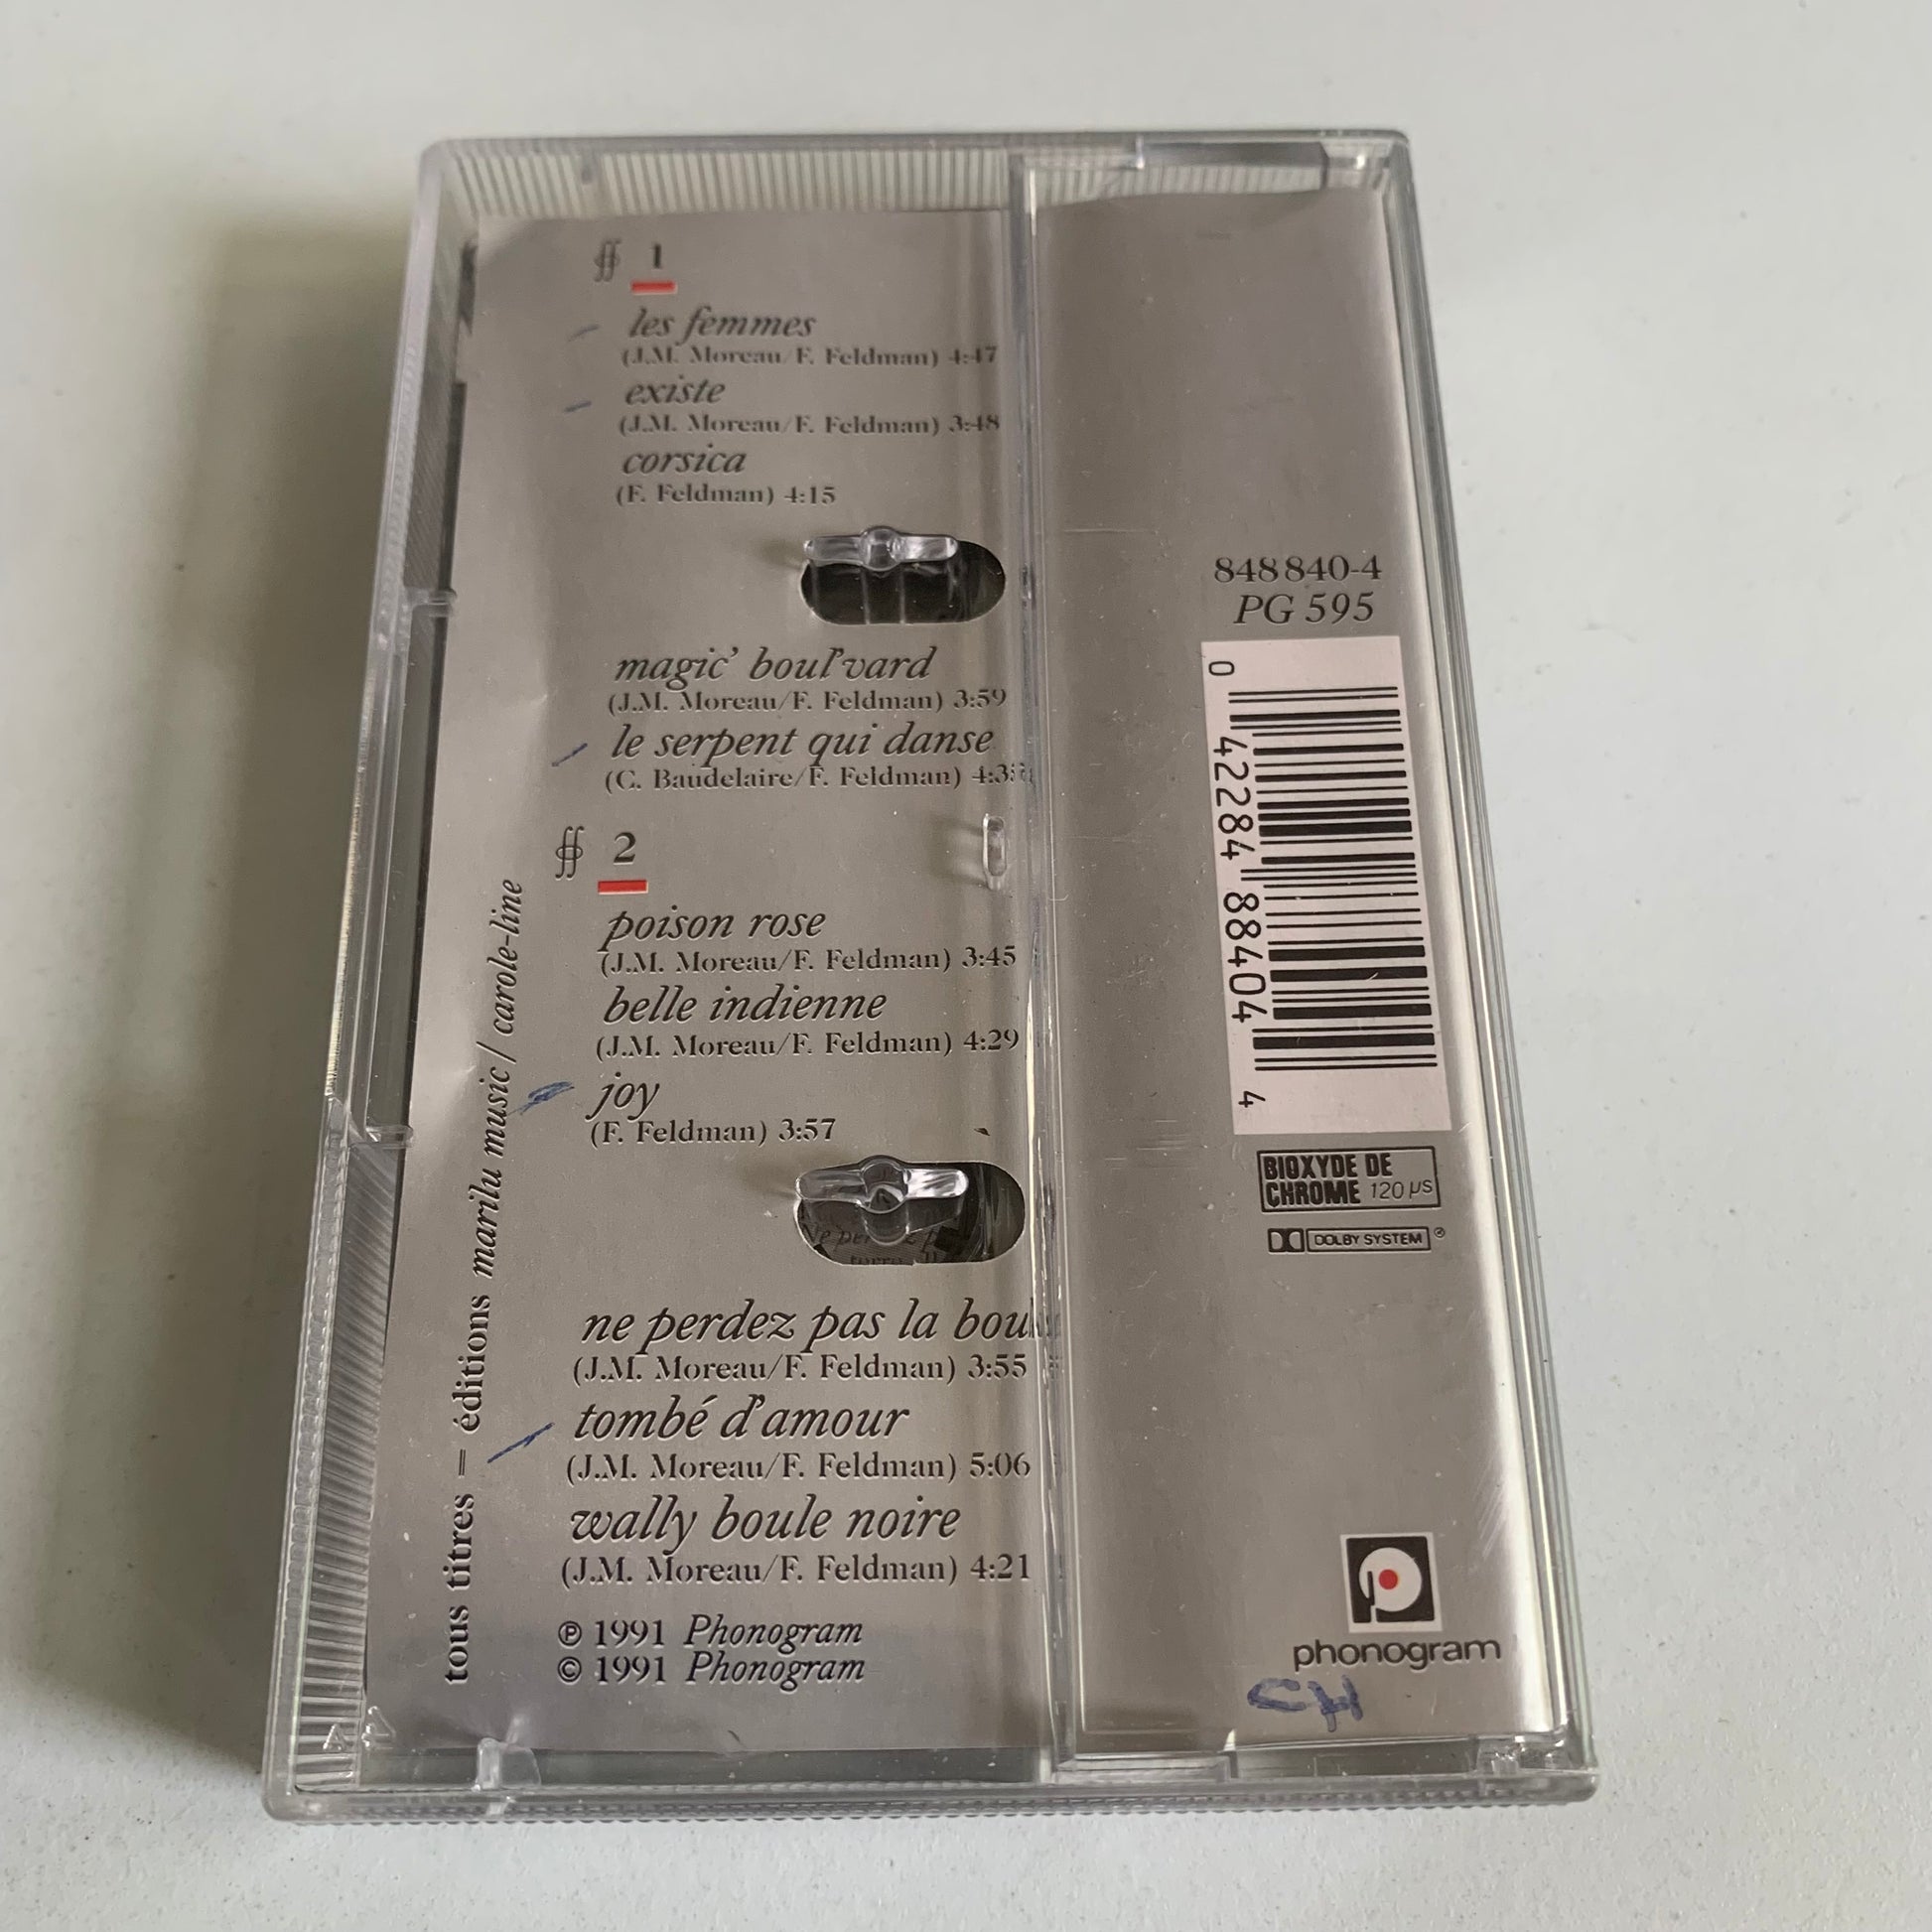 1
les femmes
(J.M. Moreau/F. Feldman) 4:47
existe
(J.M. Moreau/F. Feldman) 3:48
corsica
(F. Feldman) 4:15
magic' boul'vard
(J.M. Moreau/F. Feldman) 3:59
le serpent qui danse
(C. Baudelaire/F. Feldman)
2
poison rose
(J.M. Moreau/F. Feldman) 3:45
belle indienne
(J.M. Moreau/F. Feldman) 4:29
joy
(F. Feldman) 3:57
ne perdez pas la
(J.M. Moreau/F. Feldman) 3:55
tombé d'amour
(J.M. Moreau/F. Feldman) 5:06
wally boule noire
(J.M. Moreau/F. Feldman) 4:21
℗ 1991 Phonogram
© 1991 Phonogram
tous titres = éditions marilu music / carole-line
848 840-4
PG 595
0 42284 88404 4
BIOXYDE DE
CHROME 120 µs
DOLBY SYSTEM®
phonogram
CH